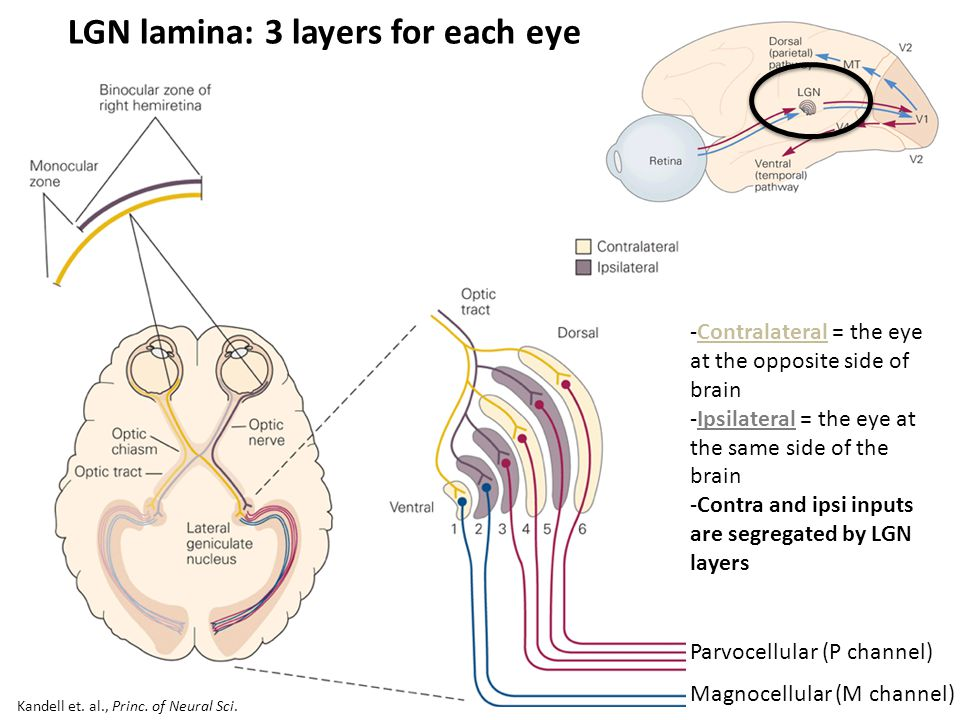 LGN lamina: 3 layers for each eye
Binocular zone of
right hemiretina
Monocular
zone
Dorsal
(parietal)
pathway
MT
V2
LGN
V1
V4
V2
Retina
Ventral
(temporal)
pathway
Contralateral
Ipsilateral
Optic
tract
Dorsal
-Contralateral = the eye
at the opposite side of
brain
-Ipsilateral = the eye at
the same side of the
brain
-Contra and ipsi inputs
are segregated by LGN
layers
Optic
chiasm
Optic
nerve
Optic tract
Ventral
1 2 3 4 5 6
Lateral
geniculate
nucleus
Parvocellular (P channel)
Magnocellular (M channel)
Kandell et. al., Princ. of Neural Sci.